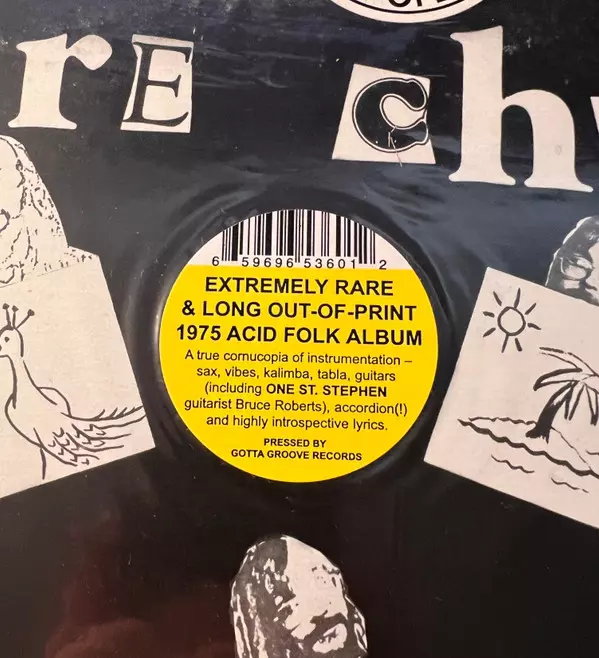 rE Ch
6 59696 53601 2
EXTREMELY RARE
& LONG OUT-OF-PRINT
1975 ACID FOLK ALBUM
A true cornucopia of instrumentation –
sax, vibes, kalimba, tabla, guitars
(including ONE ST. STEPHEN
guitarist Bruce Roberts), accordion(!)
and highly introspective lyrics.
PRESSED BY
GOTTA GROOVE RECORDS